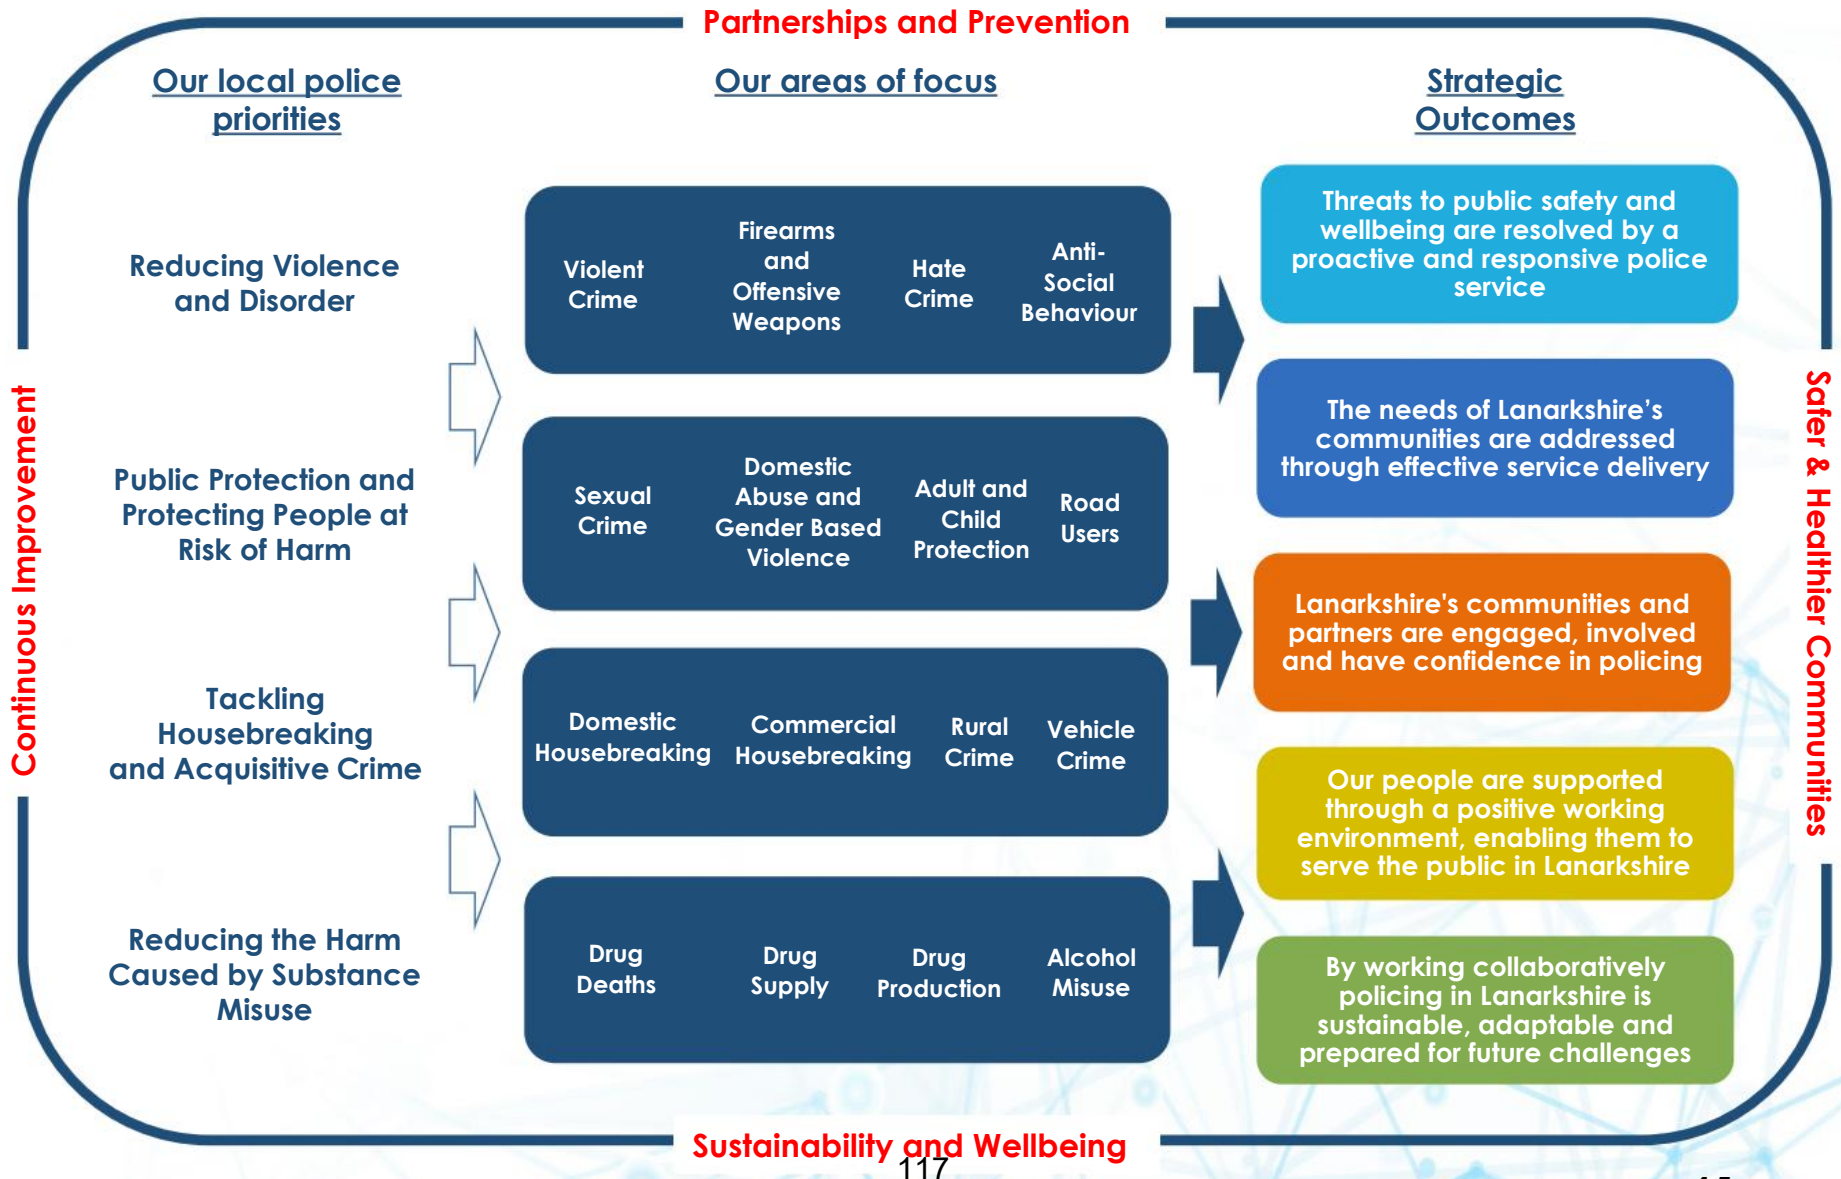 Partnerships and Prevention
Our local police
priorities
Our areas of focus
Strategic
Outcomes
Continuous Improvement
Safer & Healthier Communities
Reducing Violence
and Disorder
Violent
Crime
Firearms
and
Offensive
Weapons
Hate
Crime
Anti-
Social
Behaviour
Public Protection and
Protecting People at
Risk of Harm
Sexual
Crime
Domestic
Abuse and
Gender Based
Violence
Adult and
Child
Protection
Road
Users
Tackling
Housebreaking
and Acquisitive Crime
Domestic
Housebreaking
Commercial
Housebreaking
Rural
Crime
Vehicle
Crime
Reducing the Harm
Caused by Substance
Misuse
Drug
Deaths
Drug
Supply
Drug
Production
Alcohol
Misuse
Threats to public safety and
wellbeing are resolved by a
proactive and responsive police
service
The needs of Lanarkshire’s
communities are addressed
through effective service delivery
Lanarkshire's communities and
partners are engaged, involved
and have confidence in policing
Our people are supported
through a positive working
environment, enabling them to
serve the public in Lanarkshire
By working collaboratively
policing in Lanarkshire is
sustainable, adaptable and
prepared for future challenges
Sustainability and Wellbeing
117